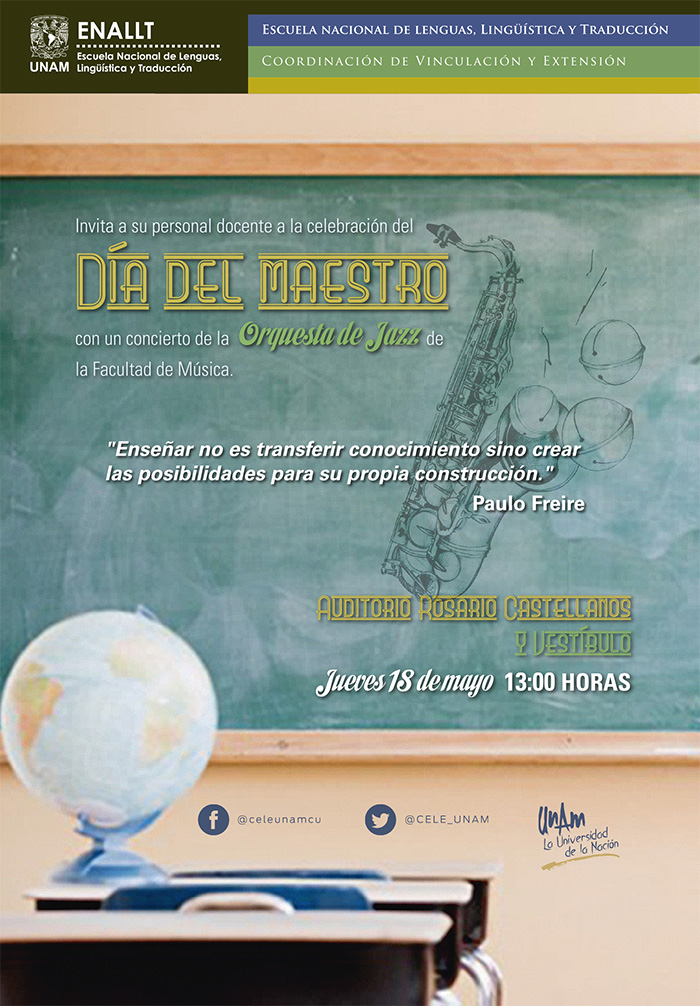 ENALLT
Escuela Nacional de Lenguas,
Lingüística y Traducción
UNAM
Escuela nacional de lenguas, Lingüística y Traducción
Coordinación de Vinculación y Extensión
Invita a su personal docente a la celebración del
Día del maestro
con un concierto de la Orquesta de Jazz de
la Facultad de Música.
"Enseñar no es transferir conocimiento sino crear
las posibilidades para su propia construcción."
Paulo Freire
Auditorio Rosario Castellanos
y Vestíbulo
Jueves 18 de mayo 13:00 HORAS
@celeunamcu
@CELE_UNAM
UnAm
La Universidad
de la Nación